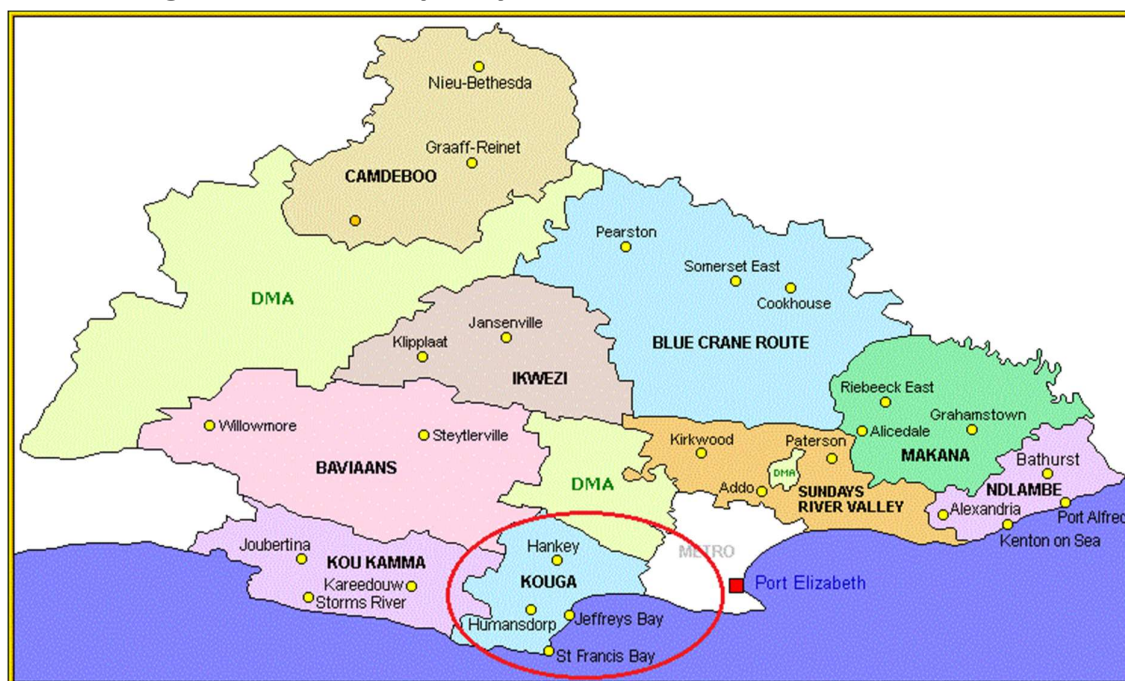 Nieu-Bethesda
Graaff-Reinet
CAMDEBOO
Pearston
Somerset East
Cookhouse
DMA
Jansenville
Klipplaat
IKWEZI
BLUE CRANE ROUTE
Riebeeck East
Grahamstown
Alicedale
MAKANA
Willowmore
Steytlerville
BAVIAANS
Kirkwood
Paterson
DMA
DMA
Addo
SUNDAYS
RIVER VALLEY
Bathurst
NDLAMBE
Alexandria
Port Alfred
Kenton on Sea
Joubertina
KOU KAMMA
Kareedouw
Storms River
Hankey
KOUGA
METRO
Port Elizabeth
Humansdorp
Jeffreys Bay
St Francis Bay